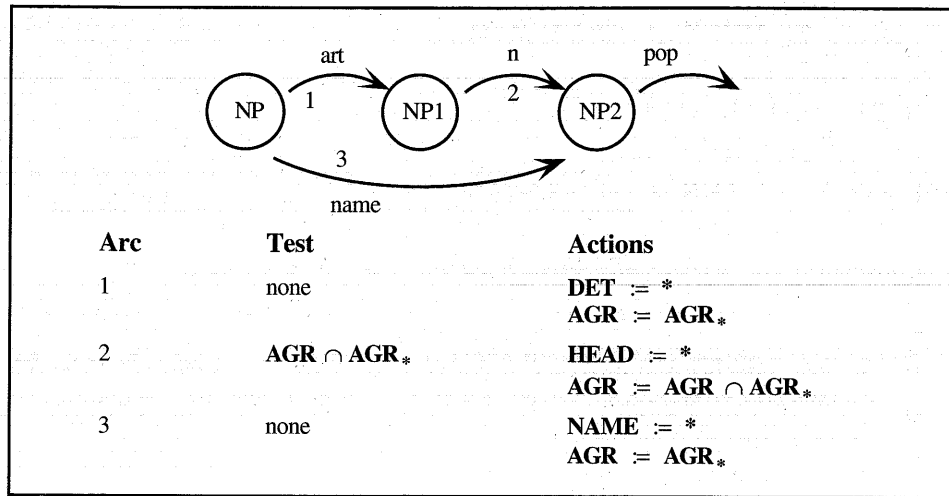 art n pop
NP 1 NP1 2 NP2
3
name
Arc Test Actions
1 none DET := *
AGR := AGR*
2 AGR ∩ AGR* HEAD := *
AGR := AGR ∩ AGR*
3 none NAME := *
AGR := AGR*